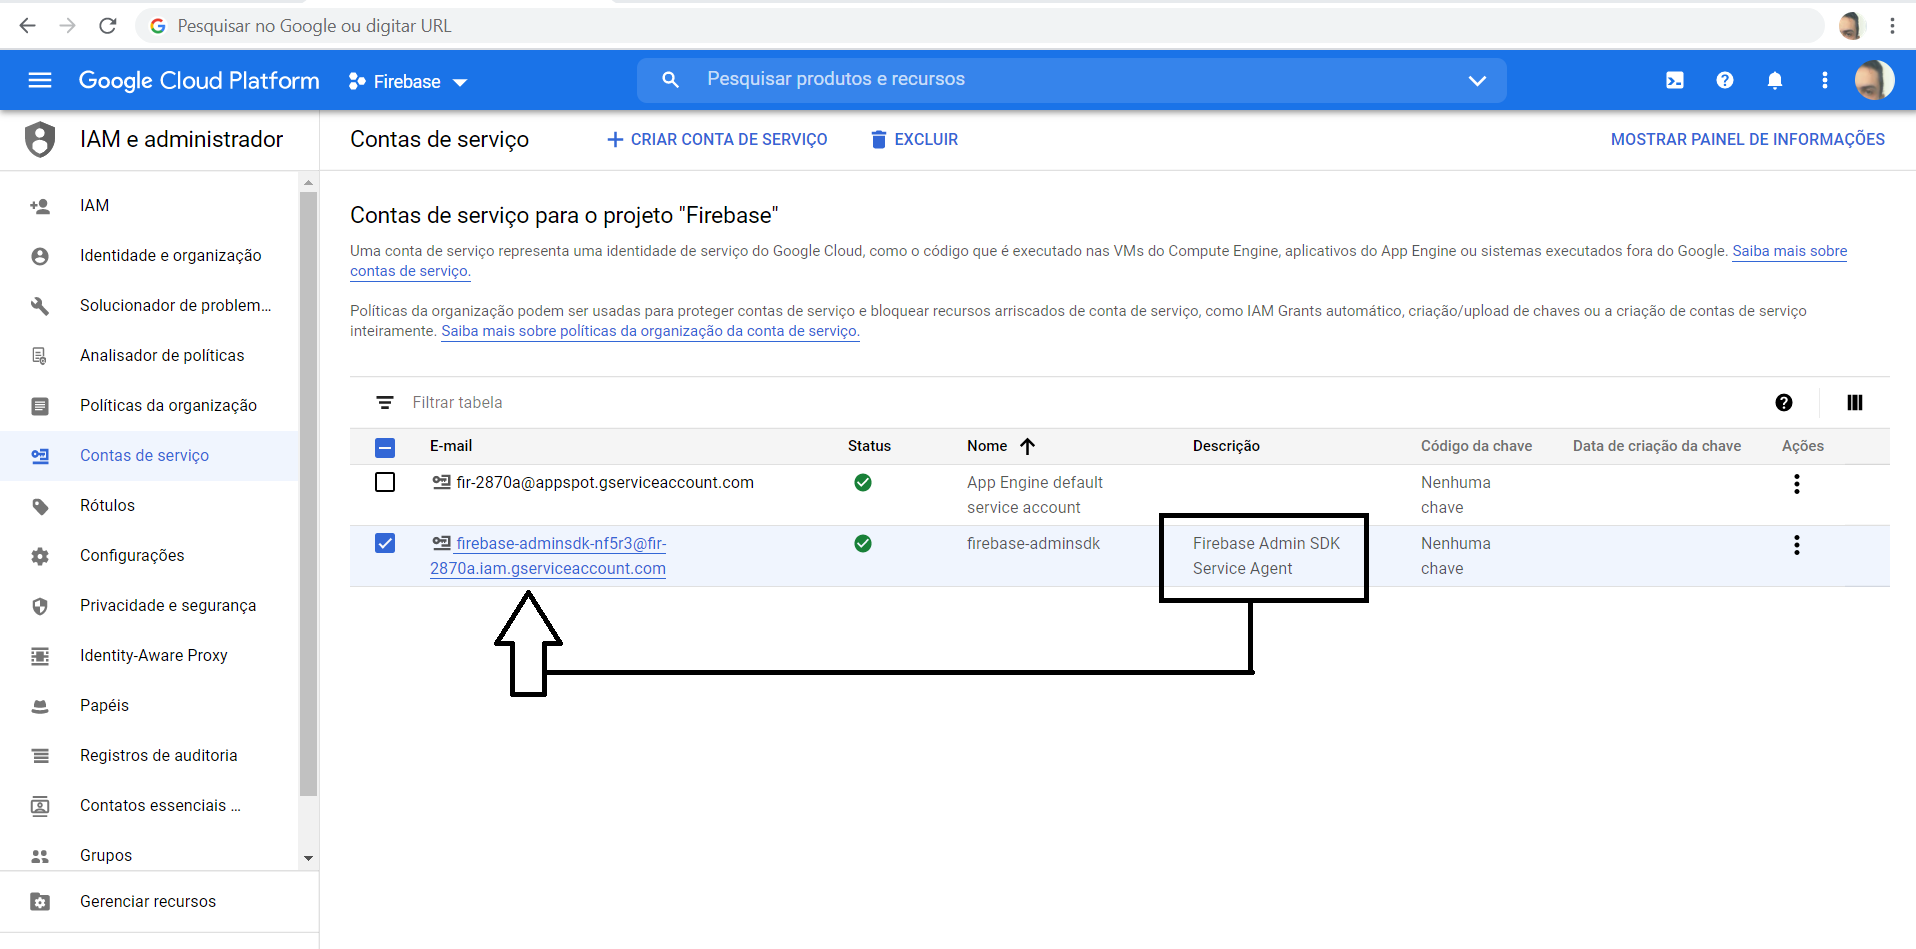 Pesquisar no Google ou digitar URL
Google Cloud Platform
Firebase
Pesquisar produtos e recursos
IAM e administrador
Contas de serviço
CRIAR CONTA DE SERVIÇO
EXCLUIR
MOSTRAR PAINEL DE INFORMAÇÕES
IAM
Identidade e organização
Solucionador de problem...
Analisador de políticas
Políticas da organização
Contas de serviço
Rótulos
Configurações
Privacidade e segurança
Identity-Aware Proxy
Papéis
Registros de auditoria
Contatos essenciais ...
Grupos
Gerenciar recursos
Contas de serviço para o projeto "Firebase"
Uma conta de serviço representa uma identidade de serviço do Google Cloud, como o código que é executado nas VMs do Compute Engine, aplicativos do App Engine ou sistemas executados fora do Google. Saiba mais sobre
contas de serviço.
Políticas da organização podem ser usadas para proteger contas de serviço e bloquear recursos arriscados de conta de serviço, como IAM Grants automático, criação/upload de chaves ou a criação de contas de serviço
inteiramente. Saiba mais sobre políticas da organização da conta de serviço.
Filtrar tabela
E-mail Status Nome Descrição Código da chave Data de criação da chave Ações
fir-2870a@appspot.gserviceaccount.com App Engine default Nenhuma
service account chave
firebase-adminsdk-nf5r3@fir- firebase-adminsdk Firebase Admin SDK Nenhuma
2870a.iam.gserviceaccount.com Service Agent chave